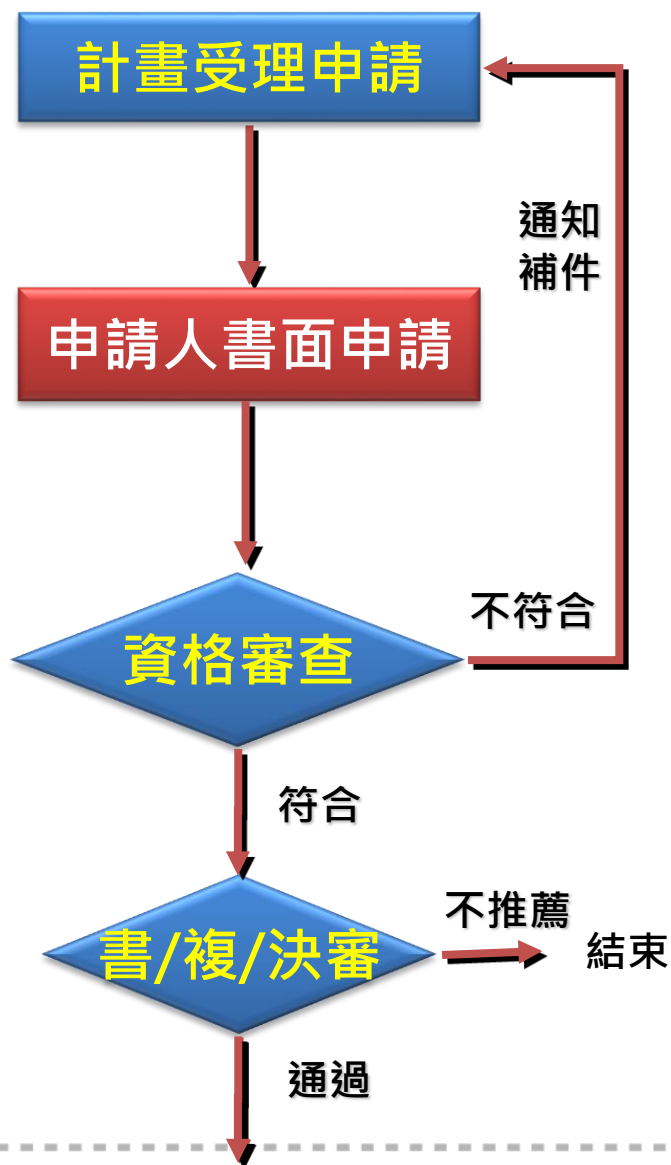 計畫受理申請
通知
補件
申請人書面申請
不符合
資格審查
符合
不推薦
書/複/決審
結束
通過